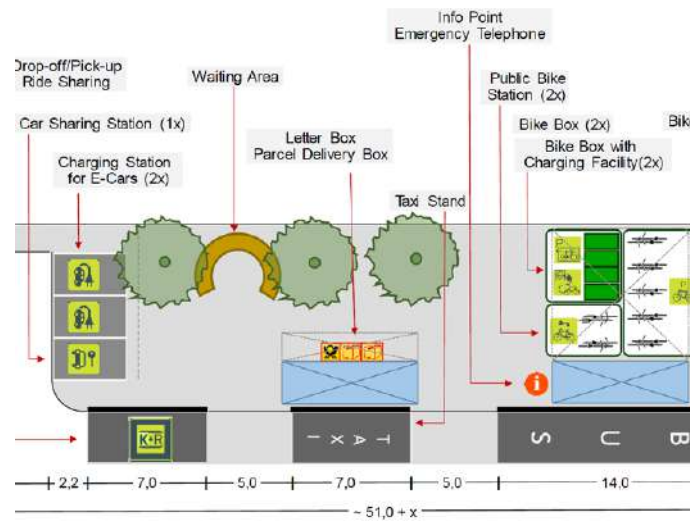 Info Point
Emergency Telephone
Drop-off/Pick-up
Ride Sharing
Waiting Area
Public Bike
Station (2x)
Car Sharing Station (1x)
Letter Box
Parcel Delivery Box
Bike Box (2x)
Bike
Bike Box with
Charging Facility(2x)
Charging Station
for E-Cars (2x)
Taxi Stand
P
i
K+R
TAXI
BUS
2,2
7,0
5,0
7,0
5,0
14,0
~ 51,0 + x